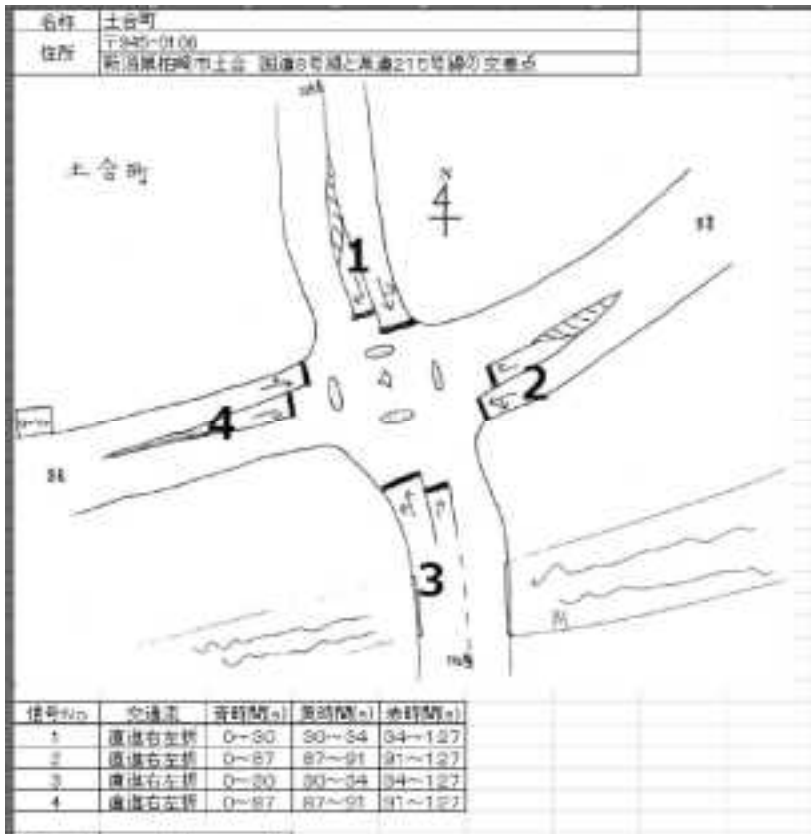 名称 土合町
住所 〒945-0106
新潟県柏崎市土合 国道8号線と県道215号線の交差点
土合町
N
1
2
4
3
信号No 交通流 青時間(s) 黄時間(s) 赤時間(s)
1 直進右左折 0～30 30～34 34～127
2 直進右左折 0～87 87～91 91～127
3 直進右左折 0～30 30～34 34～127
4 直進右左折 0～87 87～91 91～127